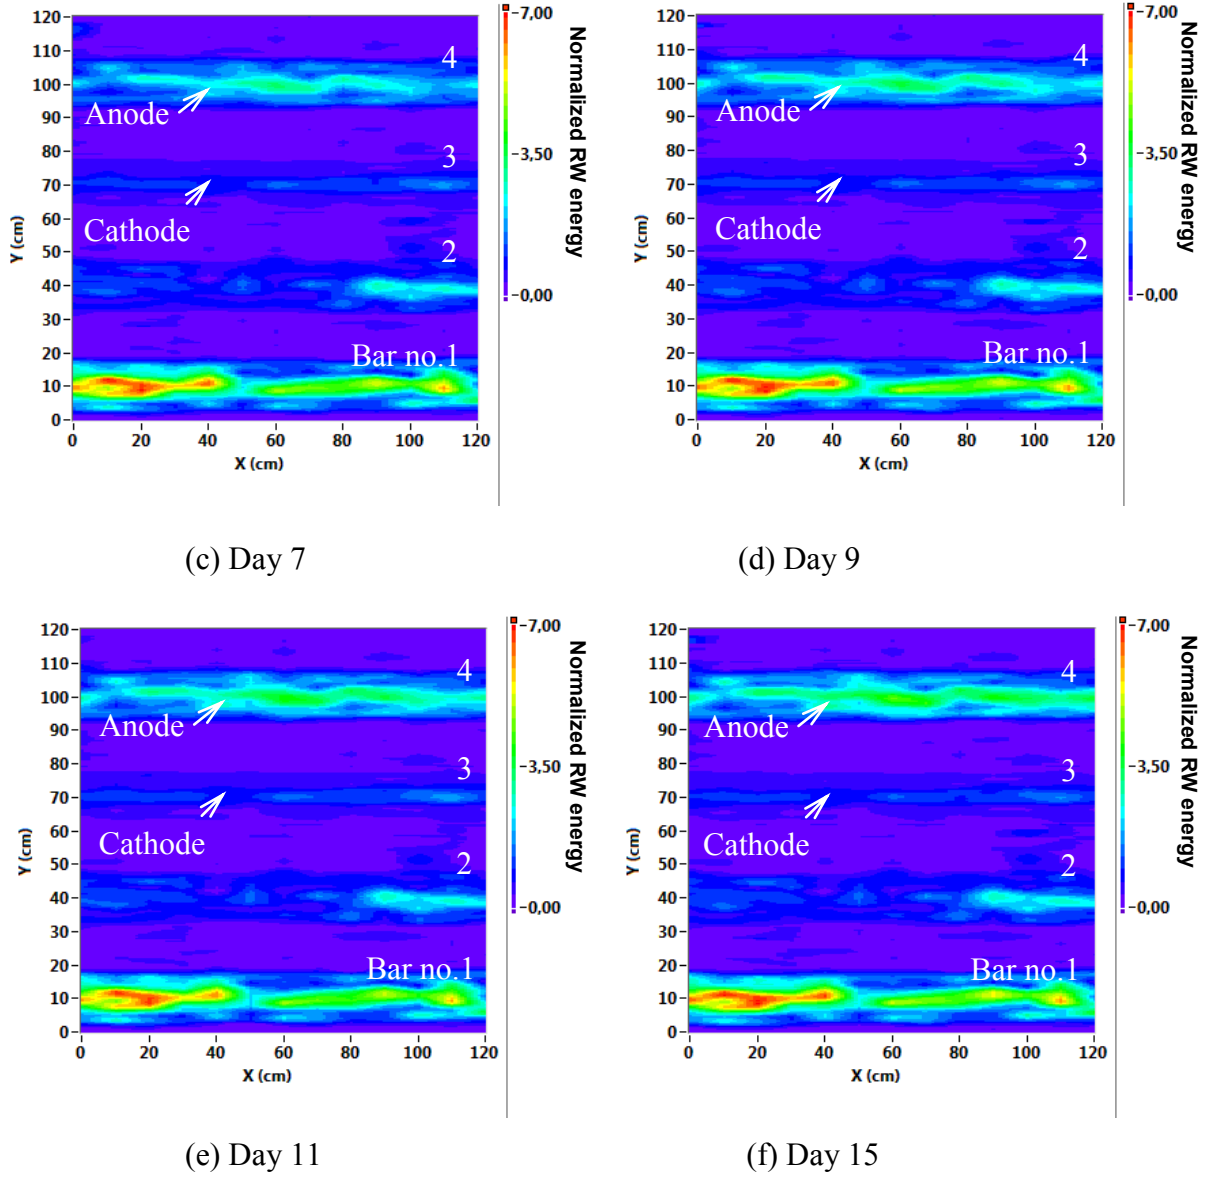 120
110
100
90
80
70
60
50
40
30
20
10
0
Y (cm)
0 20 40 60 80 100 120
X (cm)
4
Anode
3
Cathode
2
Bar no.1
7,00
3,50
0,00
Normalized RW energy
(c) Day 7
120
110
100
90
80
70
60
50
40
30
20
10
0
Y (cm)
0 20 40 60 80 100 120
X (cm)
4
Anode
3
Cathode
2
Bar no.1
7,00
3,50
0,00
Normalized RW energy
(d) Day 9
120
110
100
90
80
70
60
50
40
30
20
10
0
Y (cm)
0 20 40 60 80 100 120
X (cm)
4
Anode
3
Cathode
2
Bar no.1
7,00
3,50
0,00
Normalized RW energy
(e) Day 11
120
110
100
90
80
70
60
50
40
30
20
10
0
Y (cm)
0 20 40 60 80 100 120
X (cm)
4
Anode
3
Cathode
2
Bar no.1
7,00
3,50
0,00
Normalized RW energy
(f) Day 15